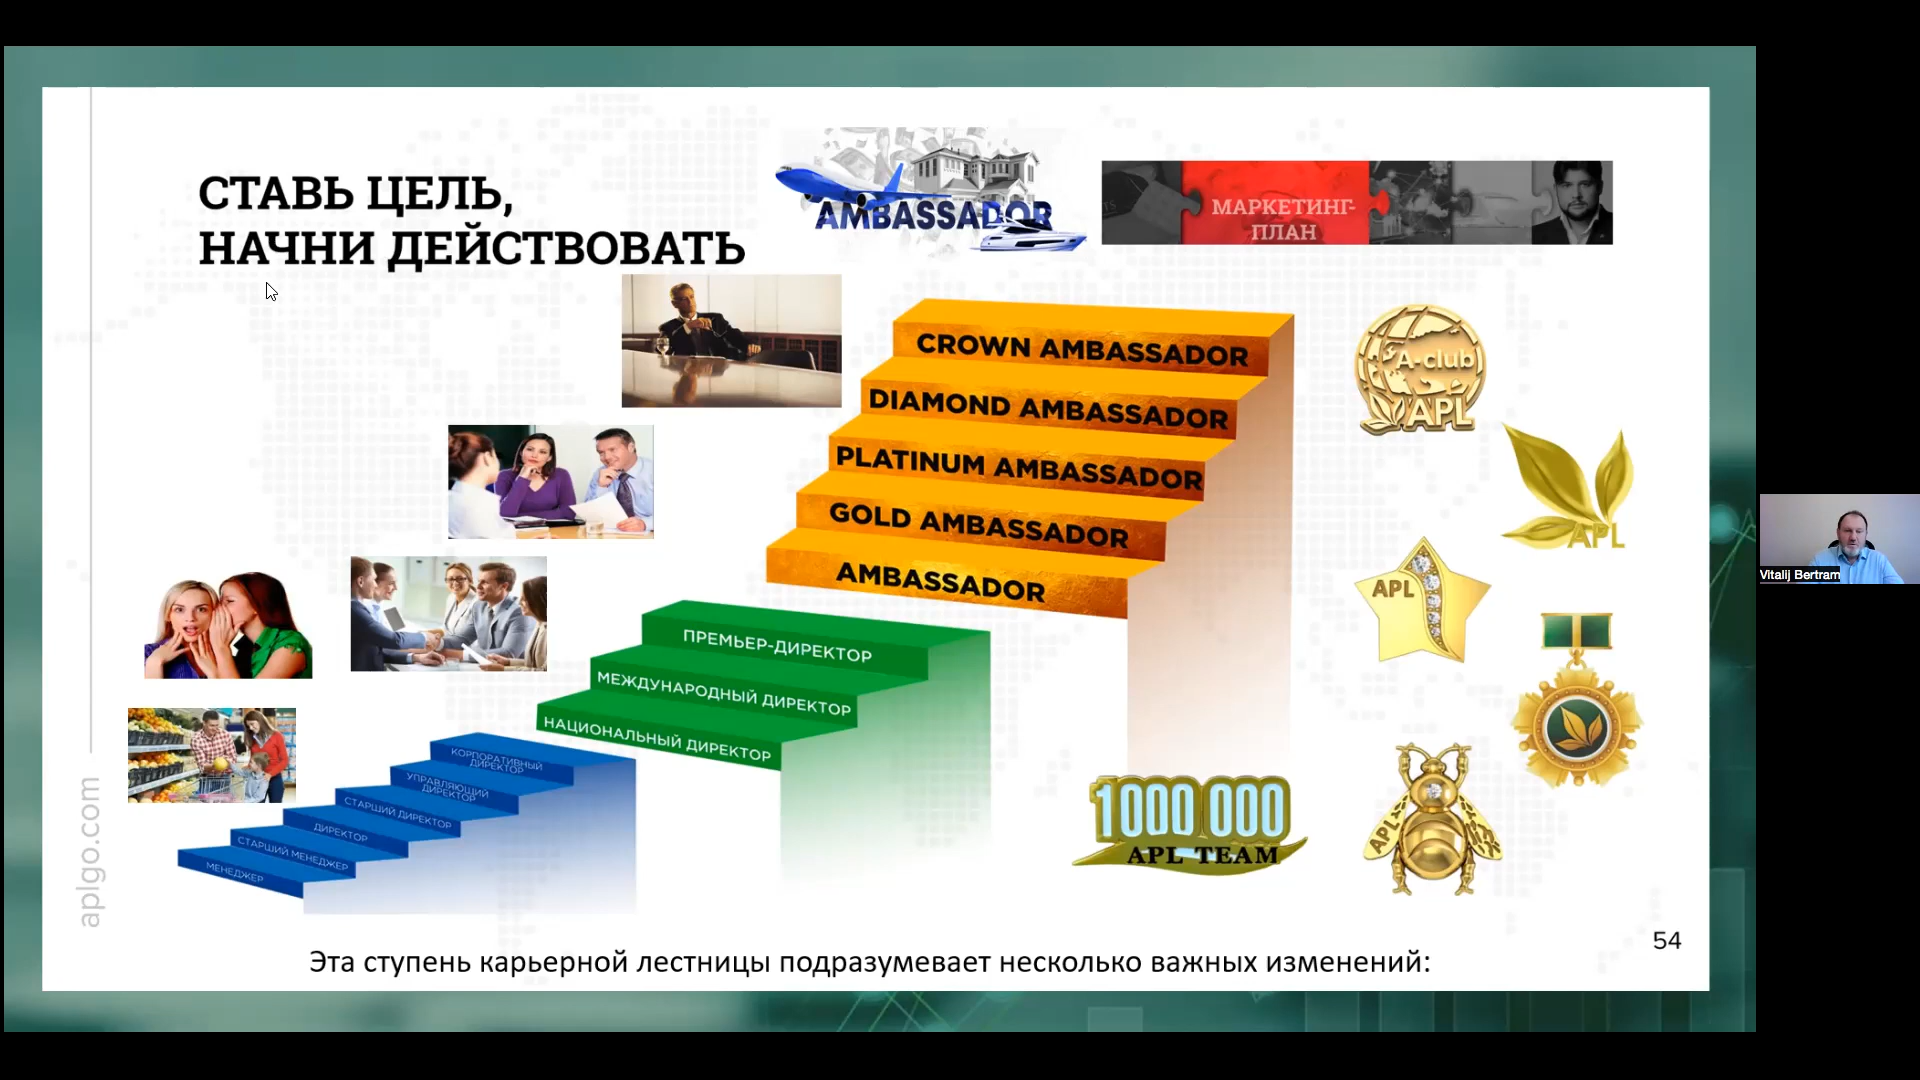 СТАВЬ ЦЕЛЬ,
НАЧНИ ДЕЙСТВОВАТЬ
AMBASSADOR
МАРКЕТИНГ-
ПЛАН
CROWN AMBASSADOR
DIAMOND AMBASSADOR
PLATINUM AMBASSADOR
GOLD AMBASSADOR
AMBASSADOR
ПРЕМЬЕР-ДИРЕКТОР
МЕЖДУНАРОДНЫЙ ДИРЕКТОР
НАЦИОНАЛЬНЫЙ ДИРЕКТОР
КОРПОРАТИВНЫЙ
ДИРЕКТОР
УПРАВЛЯЮЩИЙ
ДИРЕКТОР
СТАРШИЙ ДИРЕКТОР
ДИРЕКТОР
СТАРШИЙ МЕНЕДЖЕР
МЕНЕДЖЕР
A-club
APL
APL
APL
APL
1000 000
APL TEAM
aplgo.com
Эта ступень карьерной лестницы подразумевает несколько важных изменений:
54
Vitalij Bertram